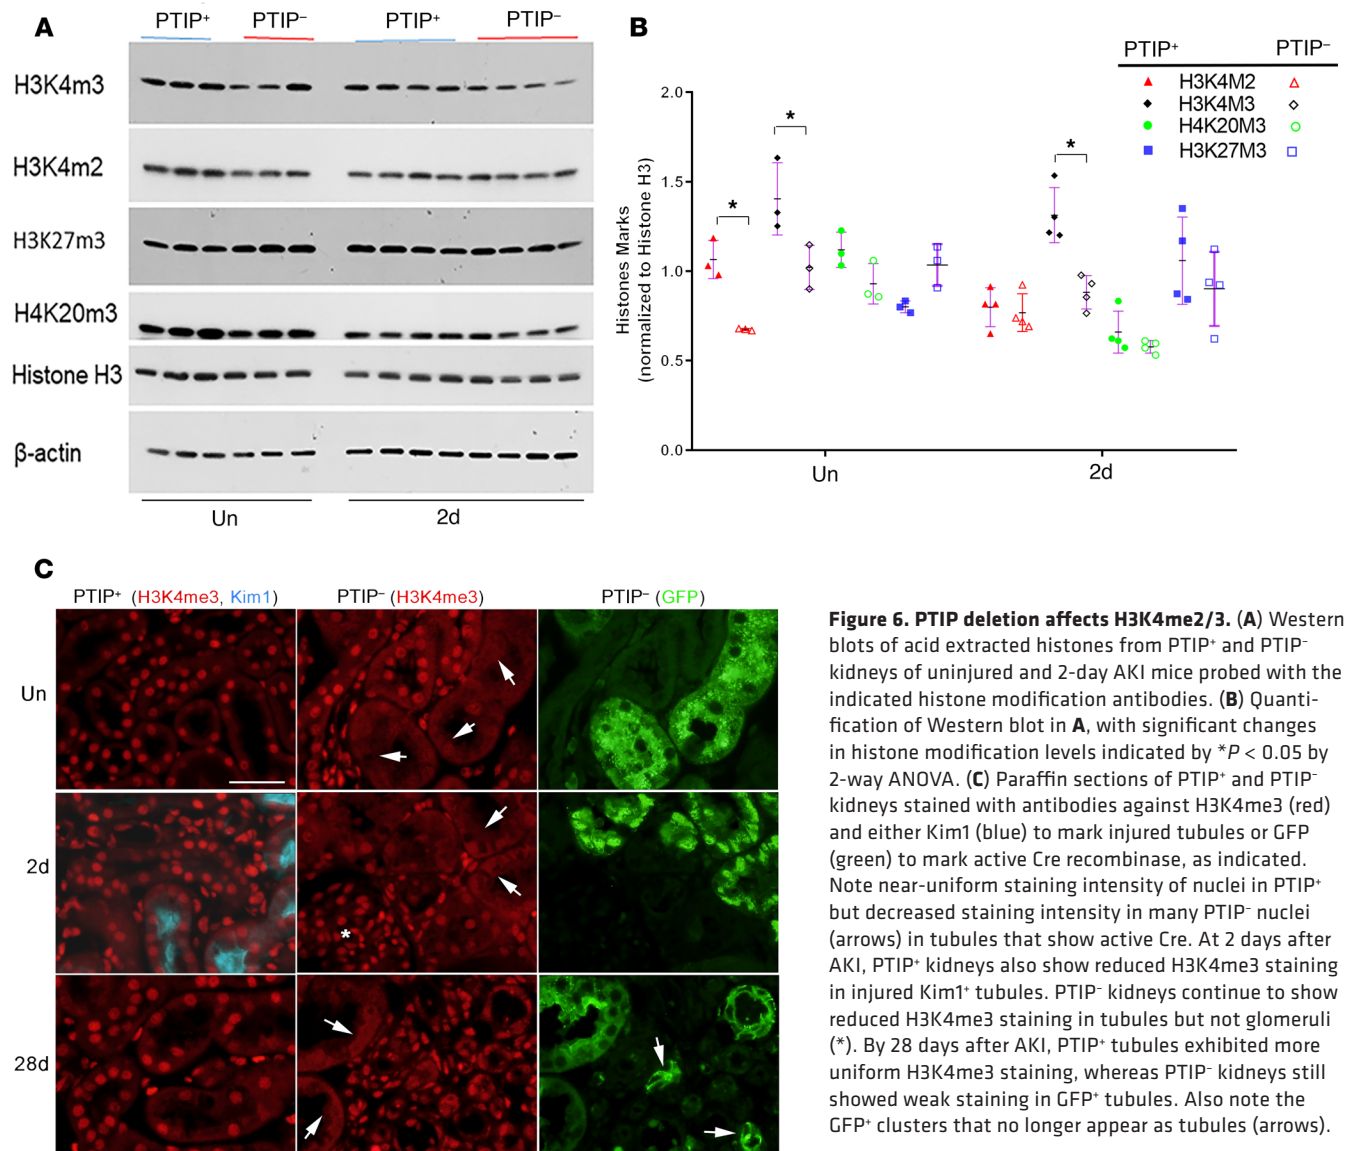 A
PTIP⁺ PTIP⁻ PTIP⁺ PTIP⁻
H3K4m3
H3K4m2
H3K27m3
H4K20m3
Histone H3
β-actin
Un 2d
B
PTIP⁺ PTIP⁻
H3K4M2
H3K4M3
H4K20M3
H3K27M3
Histones Marks
(normalized to Histone H3)
2.0
1.5
1.0
0.5
0.0
* * *
Un 2d
C
PTIP⁺ (H3K4me3, Kim1) PTIP⁻ (H3K4me3) PTIP⁻ (GFP)
Un
2d
*
28d
Figure 6. PTIP deletion affects H3K4me2/3. (A) Western
blots of acid extracted histones from PTIP⁺ and PTIP⁻
kidneys of uninjured and 2-day AKI mice probed with the
indicated histone modification antibodies. (B) Quanti-
fication of Western blot in A, with significant changes
in histone modification levels indicated by *P < 0.05 by
2-way ANOVA. (C) Paraffin sections of PTIP⁺ and PTIP⁻
kidneys stained with antibodies against H3K4me3 (red)
and either Kim1 (blue) to mark injured tubules or GFP
(green) to mark active Cre recombinase, as indicated.
Note near-uniform staining intensity of nuclei in PTIP⁺
but decreased staining intensity in many PTIP⁻ nuclei
(arrows) in tubules that show active Cre. At 2 days after
AKI, PTIP⁺ kidneys also show reduced H3K4me3 staining
in injured Kim1⁺ tubules. PTIP⁻ kidneys continue to show
reduced H3K4me3 staining in tubules but not glomeruli
(*). By 28 days after AKI, PTIP⁺ tubules exhibited more
uniform H3K4me3 staining, whereas PTIP⁻ kidneys still
showed weak staining in GFP⁺ tubules. Also note the
GFP⁺ clusters that no longer appear as tubules (arrows).